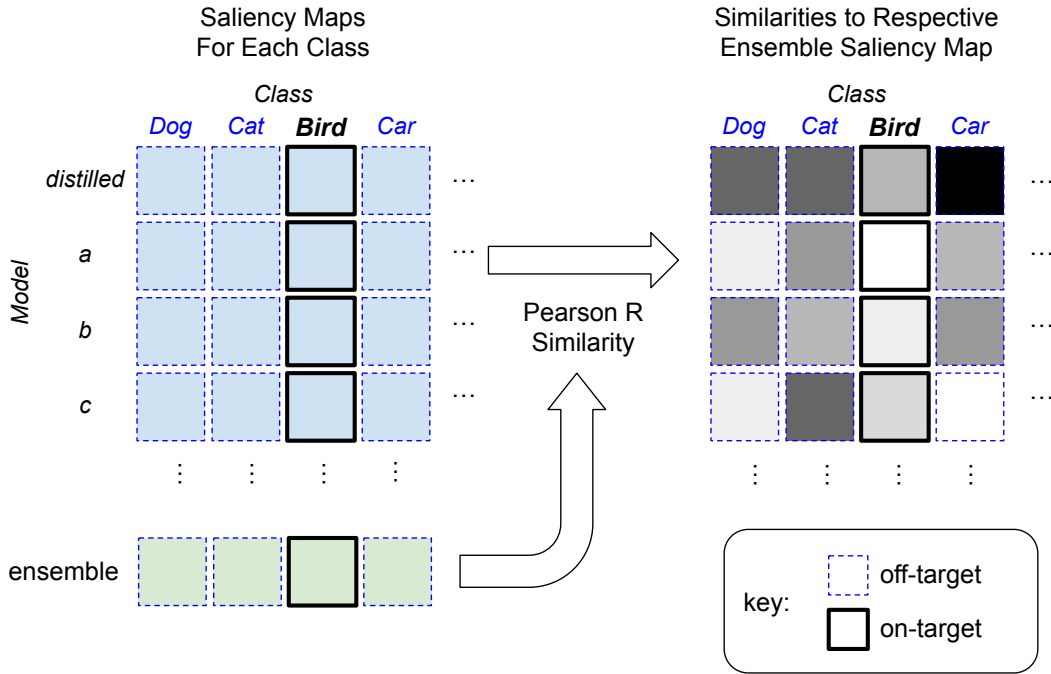 Saliency Maps
For Each Class
Similarities to Respective
Ensemble Saliency Map
Class
Dog Cat Bird Car
Class
Dog Cat Bird Car
Model
distilled
a
b
c
...
...
...
...
...
...
...
...
Pearson R
Similarity
ensemble
key:
off-target
on-target